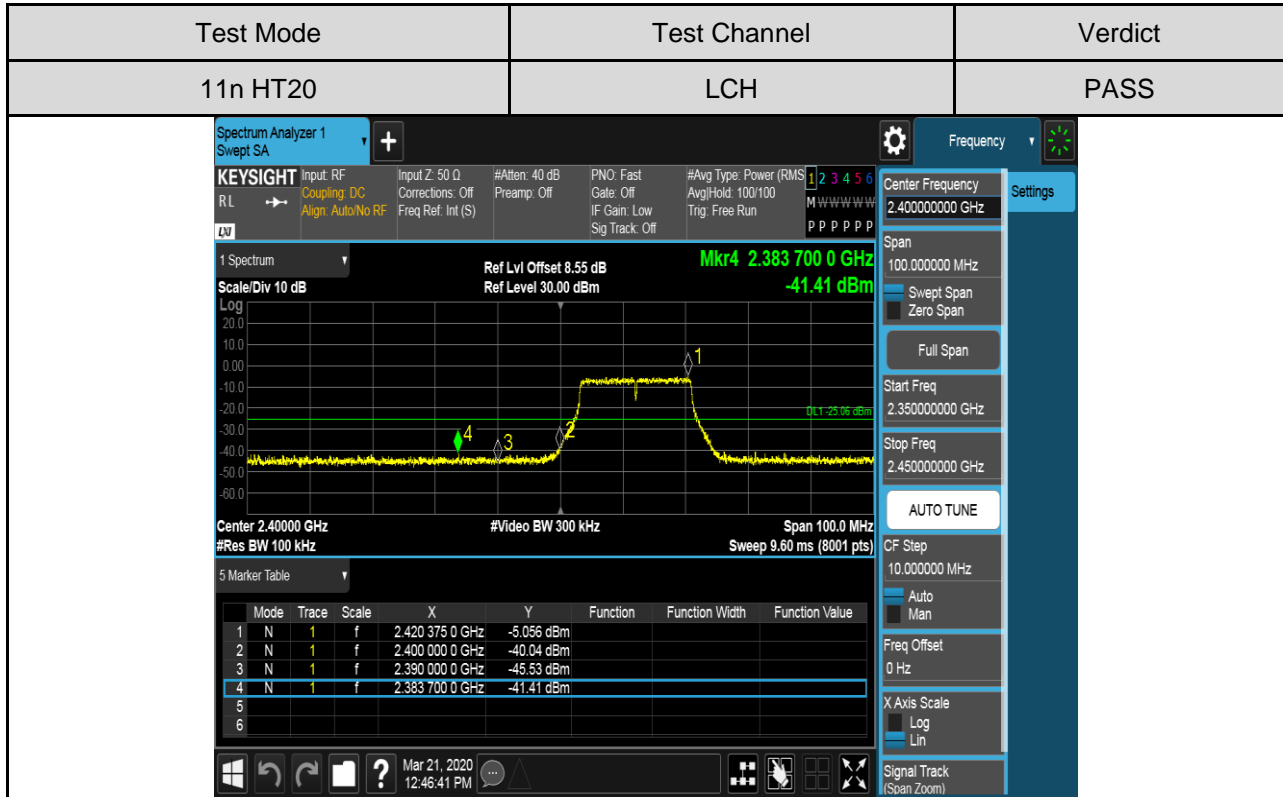 Test Mode Test Channel Verdict
11n HT20 LCH PASS
Spectrum Analyzer 1
Swept SA
+
Frequency
KEYSIGHT Input: RF Input Z: 50 Ω #Atten: 40 dB PNO: Fast #Avg Type: Power (RMS 1 2 3 4 5 6
RL Coupling: DC Corrections: Off Preamp: Off Gate: Off Avg|Hold: 100/100 M W W W W W
Align: Auto/No RF Freq Ref: Int (S) IF Gain: Low Trig: Free Run
LXI Sig Track: Off P P P P P P
1 Spectrum Ref Lvl Offset 8.55 dB Mkr4 2.383 700 0 GHz
Scale/Div 10 dB Ref Level 30.00 dBm -41.41 dBm
Log
20.0
10.0
0.00
-10.0
-20.0
-30.0
-40.0
-50.0
-60.0
1
DL1 -25.06 dBm
4 3 2
Center 2.40000 GHz #Video BW 300 kHz Span 100.0 MHz
#Res BW 100 kHz Sweep 9.60 ms (8001 pts)
5 Marker Table
Mode Trace Scale X Y Function Function Width Function Value
1 N 1 f 2.420 375 0 GHz -5.056 dBm
2 N 1 f 2.400 000 0 GHz -40.04 dBm
3 N 1 f 2.390 000 0 GHz -45.53 dBm
4 N 1 f 2.383 700 0 GHz -41.41 dBm
5
6
Mar 21, 2020
12:46:41 PM
?
Center Frequency
2.400000000 GHz
Settings
Span
100.000000 MHz
Swept Span
Zero Span
Full Span
Start Freq
2.350000000 GHz
Stop Freq
2.450000000 GHz
AUTO TUNE
CF Step
10.000000 MHz
Auto
Man
Freq Offset
0 Hz
X Axis Scale
Log
Lin
Signal Track
(Span Zoom)